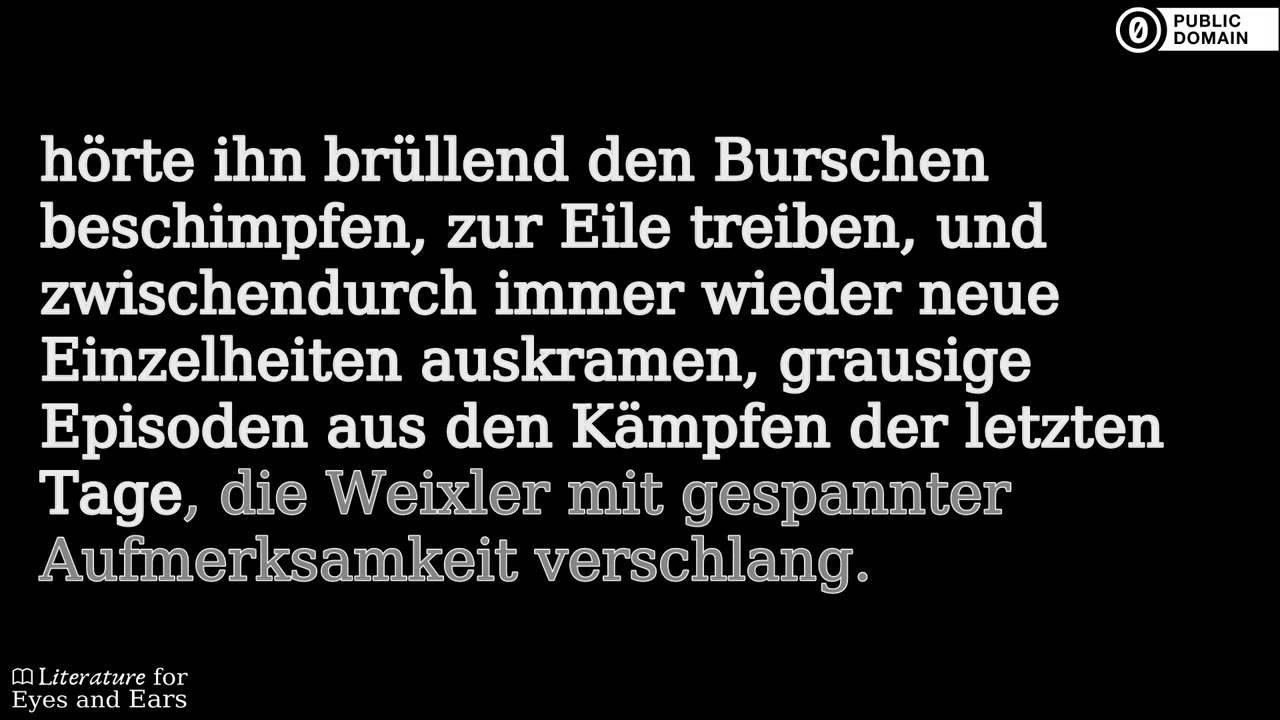 PUBLIC
DOMAIN
hörte ihn brüllend den Burschen
beschimpfen, zur Eile treiben, und
zwischendurch immer wieder neue
Einzelheiten auskramen, grausige
Episoden aus den Kämpfen der letzten
Tage, die Weixler mit gespannter
Aufmerksamkeit verschlang.
Literature for
Eyes and Ears